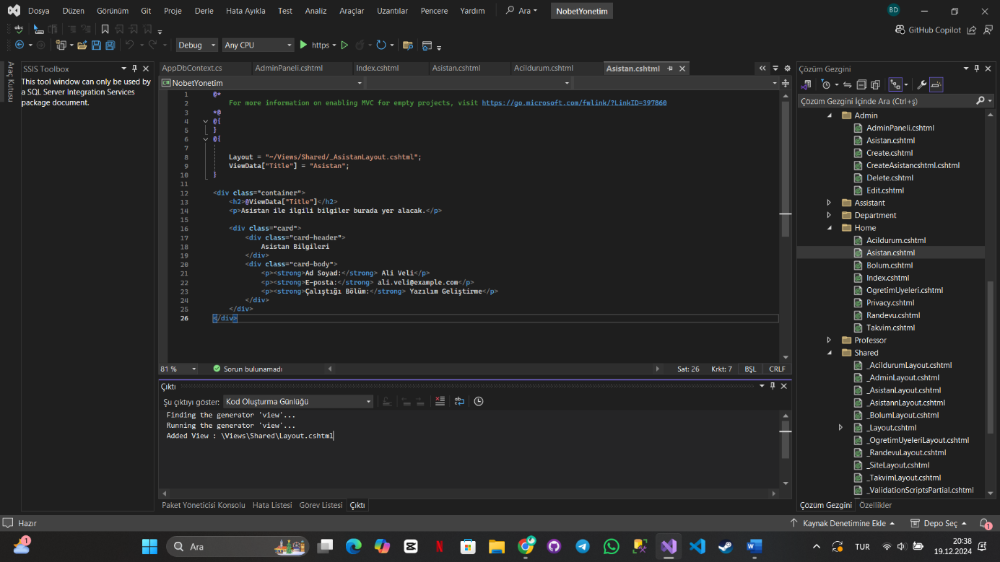 Dosya Düzen Görünüm Git Proje Derle Hata Ayıkla Test Analiz Araçlar Uzantılar Pencere Yardım Ara NobetYonetim BD
GitHub Copilot
Debug Any CPU https
Araç Kutusu
SSIS Toolbox
This tool window can only be used by
a SQL Server Integration Services
package document.
AppDbContext.cs AdminPaneli.cshtml Index.cshtml Asistan.cshtml Acildurum.cshtml Asistan.cshtml
NobetYonetim
1 @*
2 For more information on enabling MVC for empty projects, visit https://go.microsoft.com/fwlink/?LinkID=397860
3 *@
4 @{
5 }
6 @{
7
8 Layout = "~/Views/Shared/_AsistanLayout.cshtml";
9 ViewData["Title"] = "Asistan";
10 }
11
12 <div class="container">
13 <h2>@ViewData["Title"]</h2>
14 <p>Asistan ile ilgili bilgiler burada yer alacak.</p>
15
16 <div class="card">
17 <div class="card-header">
18 Asistan Bilgileri
19 </div>
20 <div class="card-body">
21 <p><strong>Ad Soyad:</strong> Ali Veli</p>
22 <p><strong>E-posta:</strong> ali.veli@example.com</p>
23 <p><strong>Çalıştığı Bölüm:</strong> Yazılım Geliştirme</p>
24 </div>
25 </div>
26 </div>
81 % Sorun bulunamadı Sat: 26 Krkt: 7 BŞL CRLF
Çıktı
Şu çıktıyı göster: Kod Oluşturma Günlüğü
Finding the generator 'view'...
Running the generator 'view'...
Added View : \Views\Shared\Layout.cshtml
Paket Yöneticisi Konsolu Hata Listesi Görev Listesi Çıktı
Çözüm Gezgini
Çözüm Gezgini İçinde Ara (Ctrl+ş)
Admin
AdminPaneli.cshtml
Asistan.cshtml
Create.cshtml
CreateAsistancshtml.cshtml
Delete.cshtml
Edit.cshtml
Assistant
Department
Home
Acildurum.cshtml
Asistan.cshtml
Bolum.cshtml
Index.cshtml
OgretimUyeleri.cshtml
Privacy.cshtml
Randevu.cshtml
Takvim.cshtml
Professor
Shared
_AcildurumLayout.cshtml
_AdminLayout.cshtml
_AsistanLayout.cshtml
_AsistannLayout.cshtml
_BolumLayout.cshtml
_Layout.cshtml
_OgretimUyeleriLayout.cshtml
_RandevuLayout.cshtml
_SiteLayout.cshtml
_TakvimLayout.cshtml
_ValidationScriptsPartial.cshtml
Çözüm Gezgini Özellikler
Hazır Kaynak Denetimine Ekle Depo Seç 1
1 Ara TUR 20:38
19.12.2024